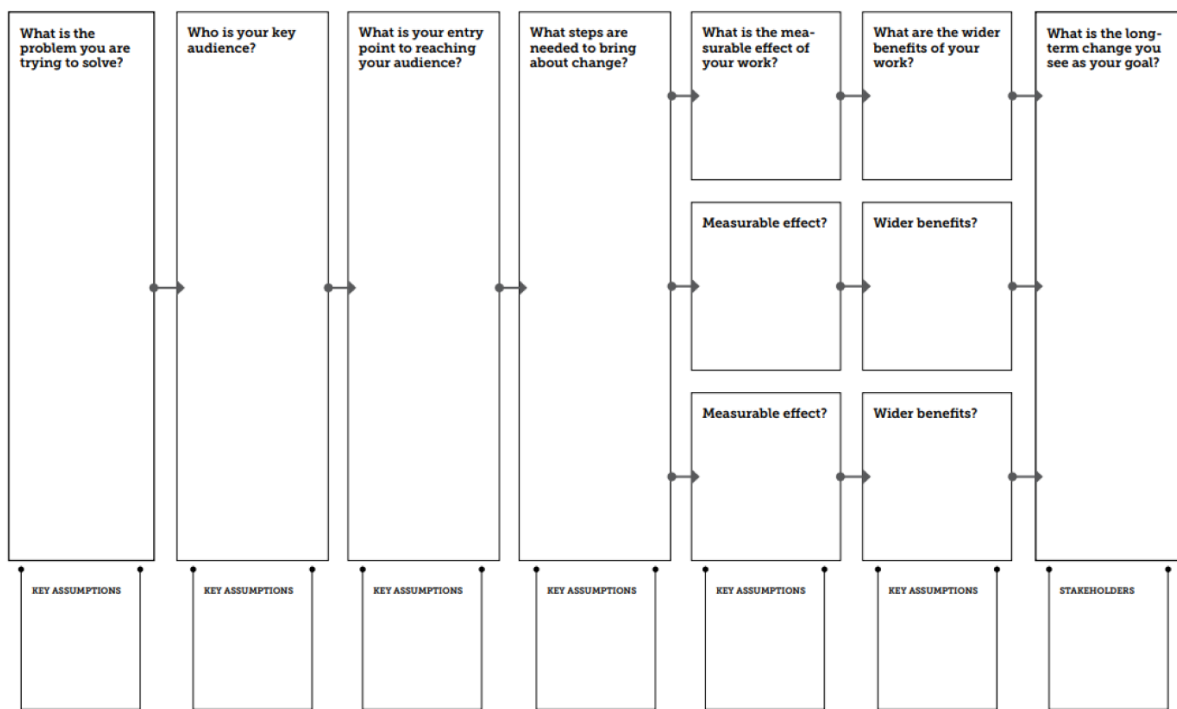 What is the
problem you are
trying to solve?
Who is your key
audience?
What is your entry
point to reaching
your audience?
What steps are
needed to bring
about change?
What is the mea-
surable effect of
your work?
What are the wider
benefits of your
work?
What is the long-
term change you
see as your goal?
Measurable effect?
Wider benefits?
Measurable effect?
Wider benefits?
KEY ASSUMPTIONS
KEY ASSUMPTIONS
KEY ASSUMPTIONS
KEY ASSUMPTIONS
KEY ASSUMPTIONS
KEY ASSUMPTIONS
STAKEHOLDERS